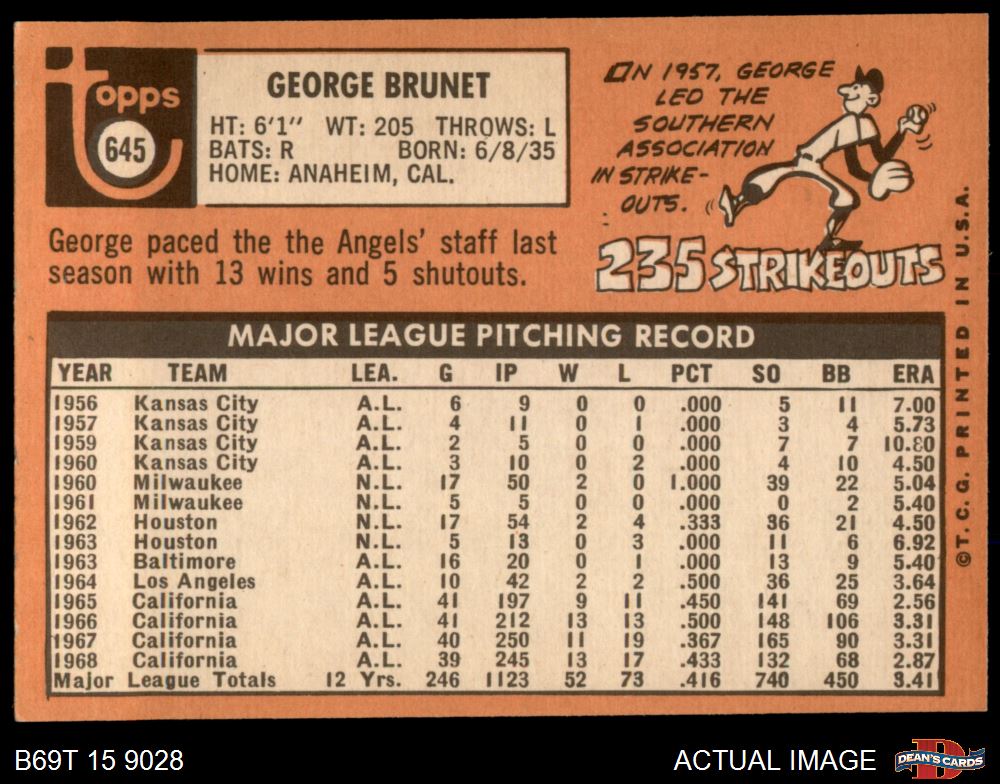 Topps
645
GEORGE BRUNET
HT: 6'1" WT: 205 THROWS: L
BATS: R BORN: 6/8/35
HOME: ANAHEIM, CAL.
George paced the the Angels' staff last
season with 13 wins and 5 shutouts.
IN 1957, GEORGE
LED THE
SOUTHERN
ASSOCIATION
IN STRIKE-
OUTS.
235 STRIKEOUTS
©T.C.G. PRINTED IN U.S.A.
MAJOR LEAGUE PITCHING RECORD
YEAR TEAM LEA. G IP W L PCT SO BB ERA
1956 Kansas City A.L. 6 9 0 0 .000 5 11 7.00
1957 Kansas City A.L. 4 11 0 1 .000 3 4 5.73
1959 Kansas City A.L. 2 5 0 0 .000 7 7 10.80
1960 Kansas City A.L. 3 10 0 2 .000 4 10 4.50
1960 Milwaukee N.L. 17 50 2 0 1.000 39 22 5.04
1961 Milwaukee N.L. 5 5 0 0 .000 0 2 5.40
1962 Houston N.L. 17 54 2 4 .333 36 21 4.50
1963 Houston N.L. 5 13 0 3 .000 11 6 6.92
1963 Baltimore A.L. 16 20 0 1 .000 13 9 5.40
1964 Los Angeles A.L. 10 42 2 2 .500 36 25 3.64
1965 California A.L. 41 197 9 11 .450 141 69 2.56
1966 California A.L. 41 212 13 13 .500 148 106 3.31
1967 California A.L. 40 250 11 19 .367 165 90 3.31
1968 California A.L. 39 245 13 17 .433 132 68 2.87
Major League Totals 12 Yrs. 246 1123 52 73 .416 740 450 3.41
B69T 15 9028
ACTUAL IMAGE
DEAN'S CARDS